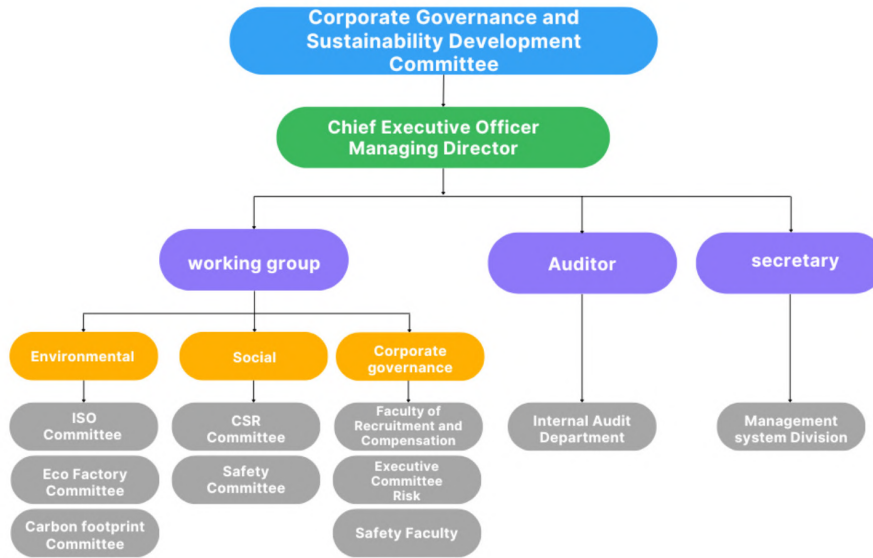 Corporate Governance and
Sustainability Development
Committee
Chief Executive Officer
Managing Director
working group
Auditor
secretary
Environmental
Social
Corporate
governance
ISO
Committee
CSR
Committee
Faculty of
Recruitment and
Compensation
Internal Audit
Department
Management
system Division
Eco Factory
Committee
Safety
Committee
Executive
Committee
Risk
Carbon footprint
Committee
Safety Faculty